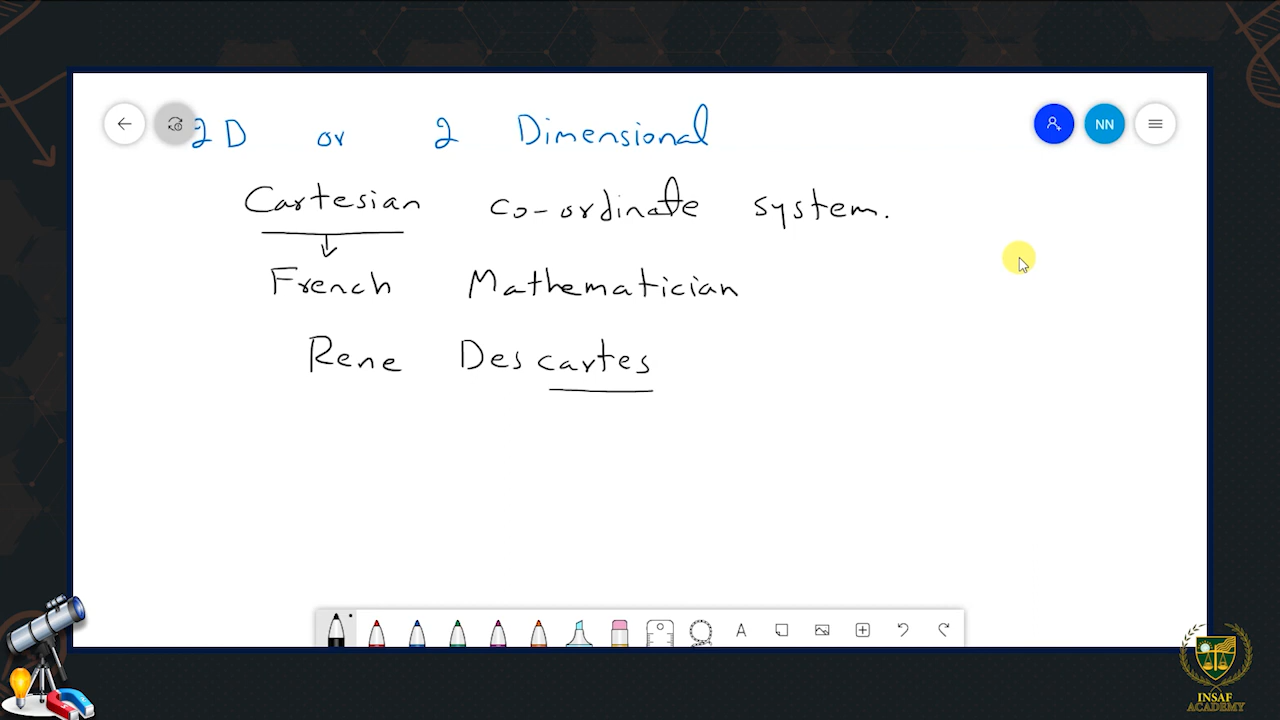 2D or 2 Dimensional
NN
Cartesian co-ordinate system.
French Mathematician
Rene Descartes
A
INSAF
ACADEMY